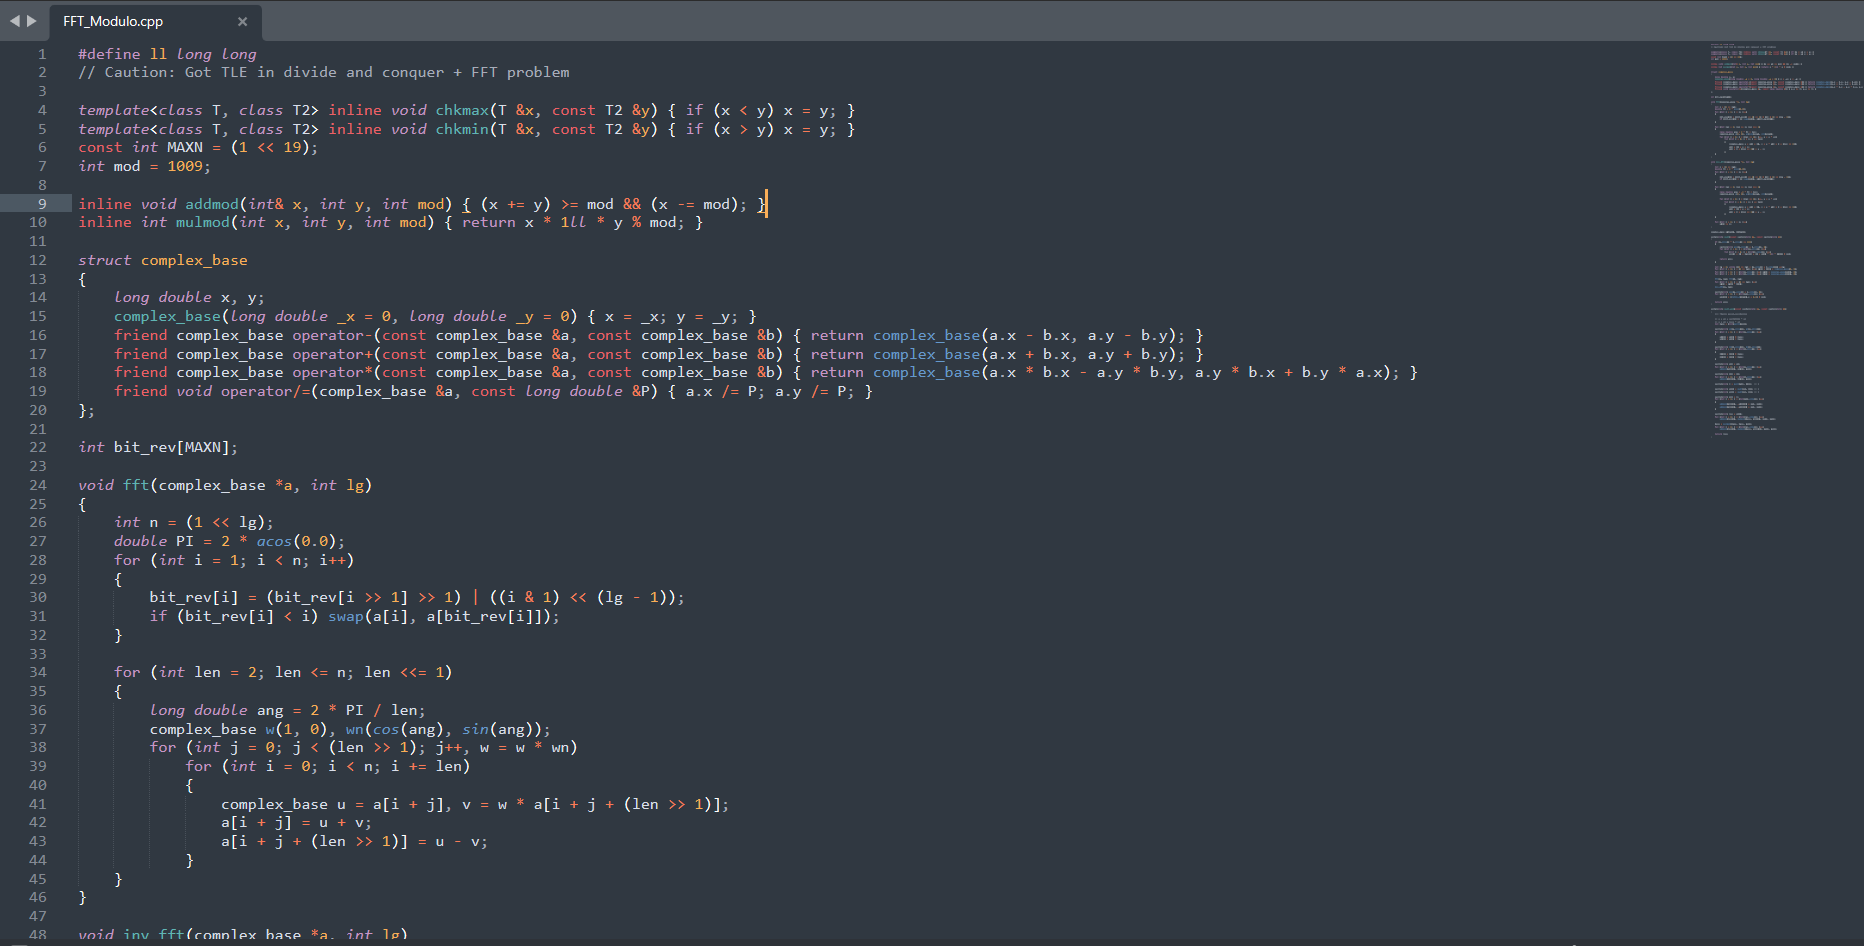 FFT_Modulo.cpp
1 #define ll long long
2 // Caution: Got TLE in divide and conquer + FFT problem
3
4 template<class T, class T2> inline void chkmax(T &x, const T2 &y) { if (x < y) x = y; }
5 template<class T, class T2> inline void chkmin(T &x, const T2 &y) { if (x > y) x = y; }
6 const int MAXN = (1 << 19);
7 int mod = 1009;
8
9 inline void addmod(int& x, int y, int mod) { (x += y) >= mod && (x -= mod); }
10 inline int mulmod(int x, int y, int mod) { return x * 1ll * y % mod; }
11
12 struct complex_base
13 {
14     long double x, y;
15     complex_base(long double _x = 0, long double _y = 0) { x = _x; y = _y; }
16     friend complex_base operator-(const complex_base &a, const complex_base &b) { return complex_base(a.x - b.x, a.y - b.y); }
17     friend complex_base operator+(const complex_base &a, const complex_base &b) { return complex_base(a.x + b.x, a.y + b.y); }
18     friend complex_base operator*(const complex_base &a, const complex_base &b) { return complex_base(a.x * b.x - a.y * b.y, a.y * b.x + b.y * a.x); }
19     friend void operator/=(complex_base &a, const long double &P) { a.x /= P; a.y /= P; }
20 };
21
22 int bit_rev[MAXN];
23
24 void fft(complex_base *a, int lg)
25 {
26     int n = (1 << lg);
27     double PI = 2 * acos(0.0);
28     for (int i = 1; i < n; i++)
29     {
30         bit_rev[i] = (bit_rev[i >> 1] >> 1) | ((i & 1) << (lg - 1));
31         if (bit_rev[i] < i) swap(a[i], a[bit_rev[i]]);
32     }
33
34     for (int len = 2; len <= n; len <<= 1)
35     {
36         long double ang = 2 * PI / len;
37         complex_base w(1, 0), wn(cos(ang), sin(ang));
38         for (int j = 0; j < (len >> 1); j++, w = w * wn)
39             for (int i = 0; i < n; i += len)
40             {
41                 complex_base u = a[i + j], v = w * a[i + j + (len >> 1)];
42                 a[i + j] = u + v;
43                 a[i + j + (len >> 1)] = u - v;
44             }
45     }
46 }
47
48 void inv_fft(complex_base *a, int lg)